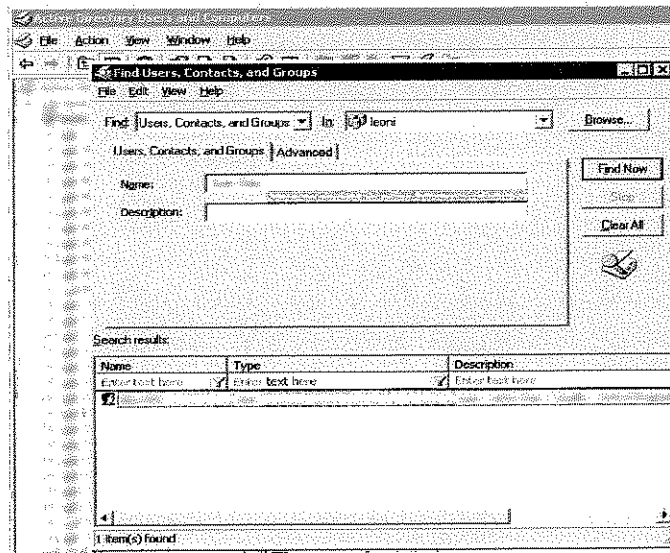 Active Directory Users and Computers
File Action View Window Help
Find Users, Contacts, and Groups
File Edit View Help
Find: Users, Contacts, and Groups In: leoni Browse...
Users, Contacts, and Groups Advanced
Find Now
Name:
Stop
Description:
Clear All
Search results:
Name Type Description
Enter text here Enter text here Enter text here
1 item(s) found